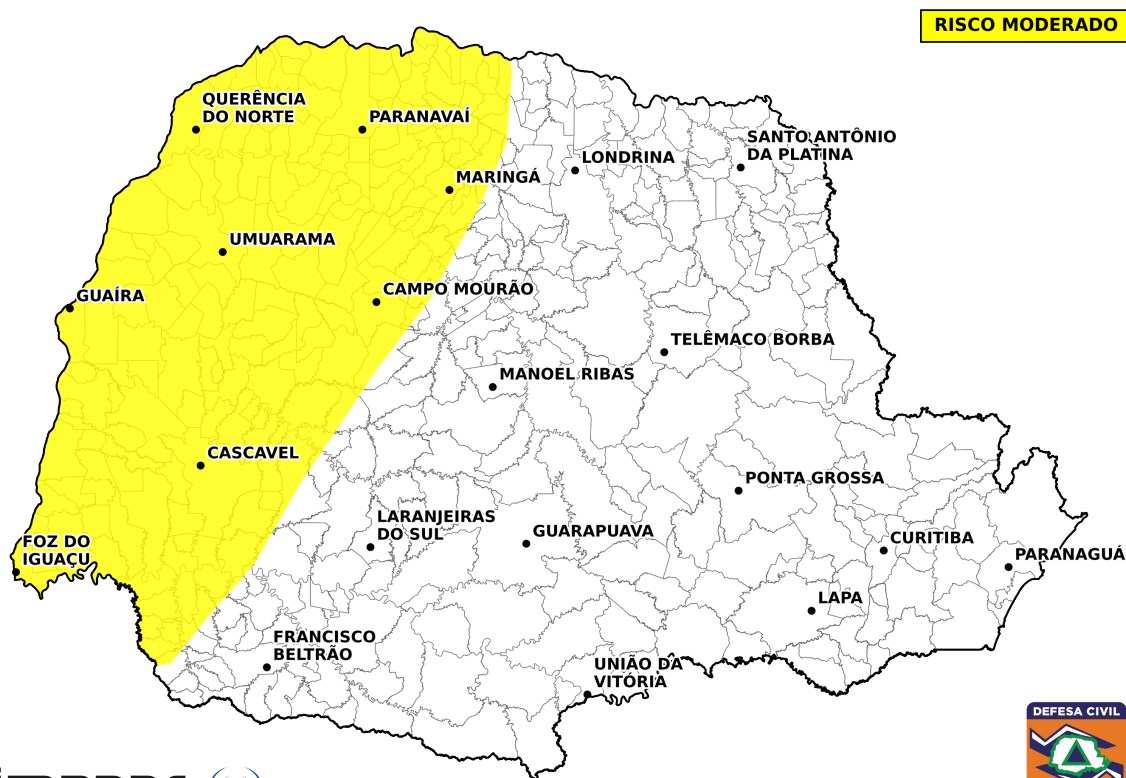 RISCO MODERADO
QUERÊNCIA
DO NORTE
PARANAVAÍ
SANTO ANTÔNIO
DA PLATINA
LONDRINA
MARINGÁ
UMUARAMA
GUAÍRA
CAMPO MOURÃO
TELÊMACO BORBA
MANOEL RIBAS
CASCAVEL
PONTA GROSSA
LARANJEIRAS
DO SUL
GUARAPUAVA
CURITIBA
FOZ DO
IGUAÇU
PARANAGUÁ
LAPA
FRANCISCO
BELTRÃO
UNIÃO DA
VITÓRIA
DEFESA CIVIL